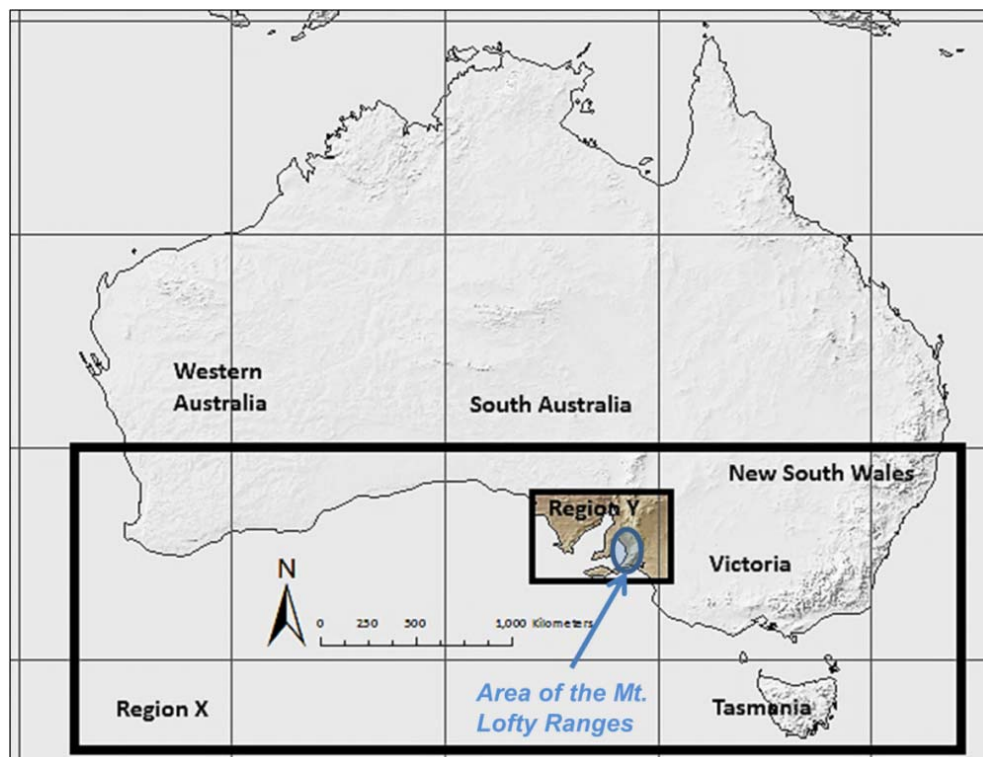 Western
Australia
South Australia
New South Wales
Region Y
Victoria
N
0 250 500 1,000 Kilometers
Area of the Mt.
Lofty Ranges
Region X
Tasmania